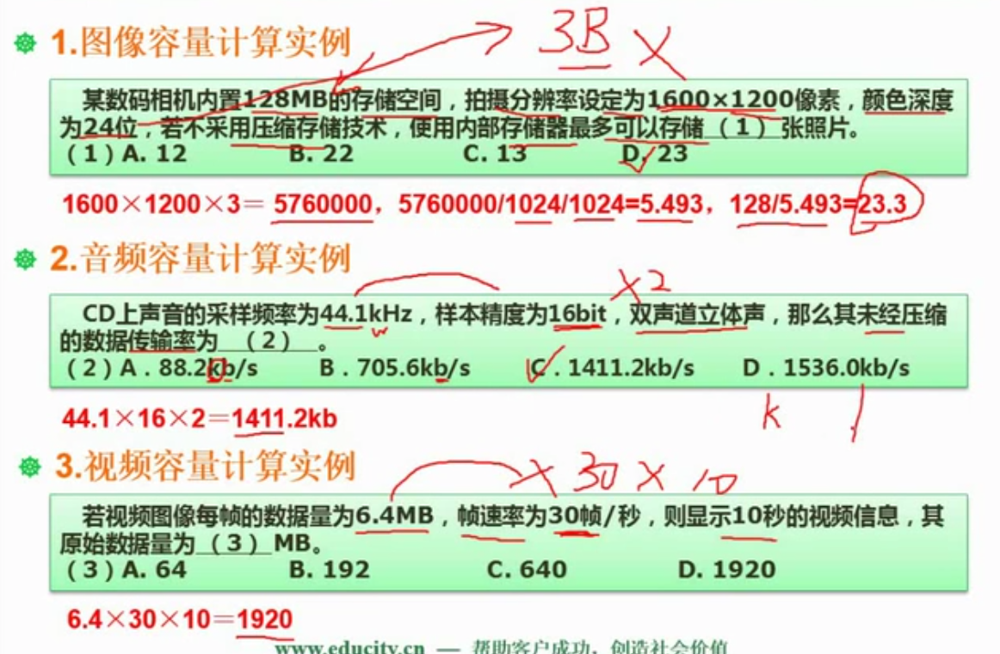 1.图像容量计算实例
3B ×
某数码相机内置128MB的存储空间，拍摄分辨率设定为1600×1200像素，颜色深度
为24位，若不采用压缩存储技术，使用内部存储器最多可以存储 （1） 张照片。
（1）A. 12 B. 22 C. 13 D. 23
1600×1200×3= 5760000，5760000/1024/1024=5.493，128/5.493=23.3
2.音频容量计算实例
×2
CD上声音的采样频率为44.1kHz，样本精度为16bit，双声道立体声，那么其未经压缩
的数据传输率为 （2） 。
（2）A．88.2kb/s B．705.6kb/s C．1411.2kb/s D．1536.0kb/s
44.1×16×2=1411.2kb
k
3.视频容量计算实例
×30×10
若视频图像每帧的数据量为6.4MB，帧速率为30帧/秒，则显示10秒的视频信息，其
原始数据量为 （3） MB。
（3）A. 64 B. 192 C. 640 D. 1920
6.4×30×10=1920
www.educity.cn — 帮助客户成功，创造社会价值